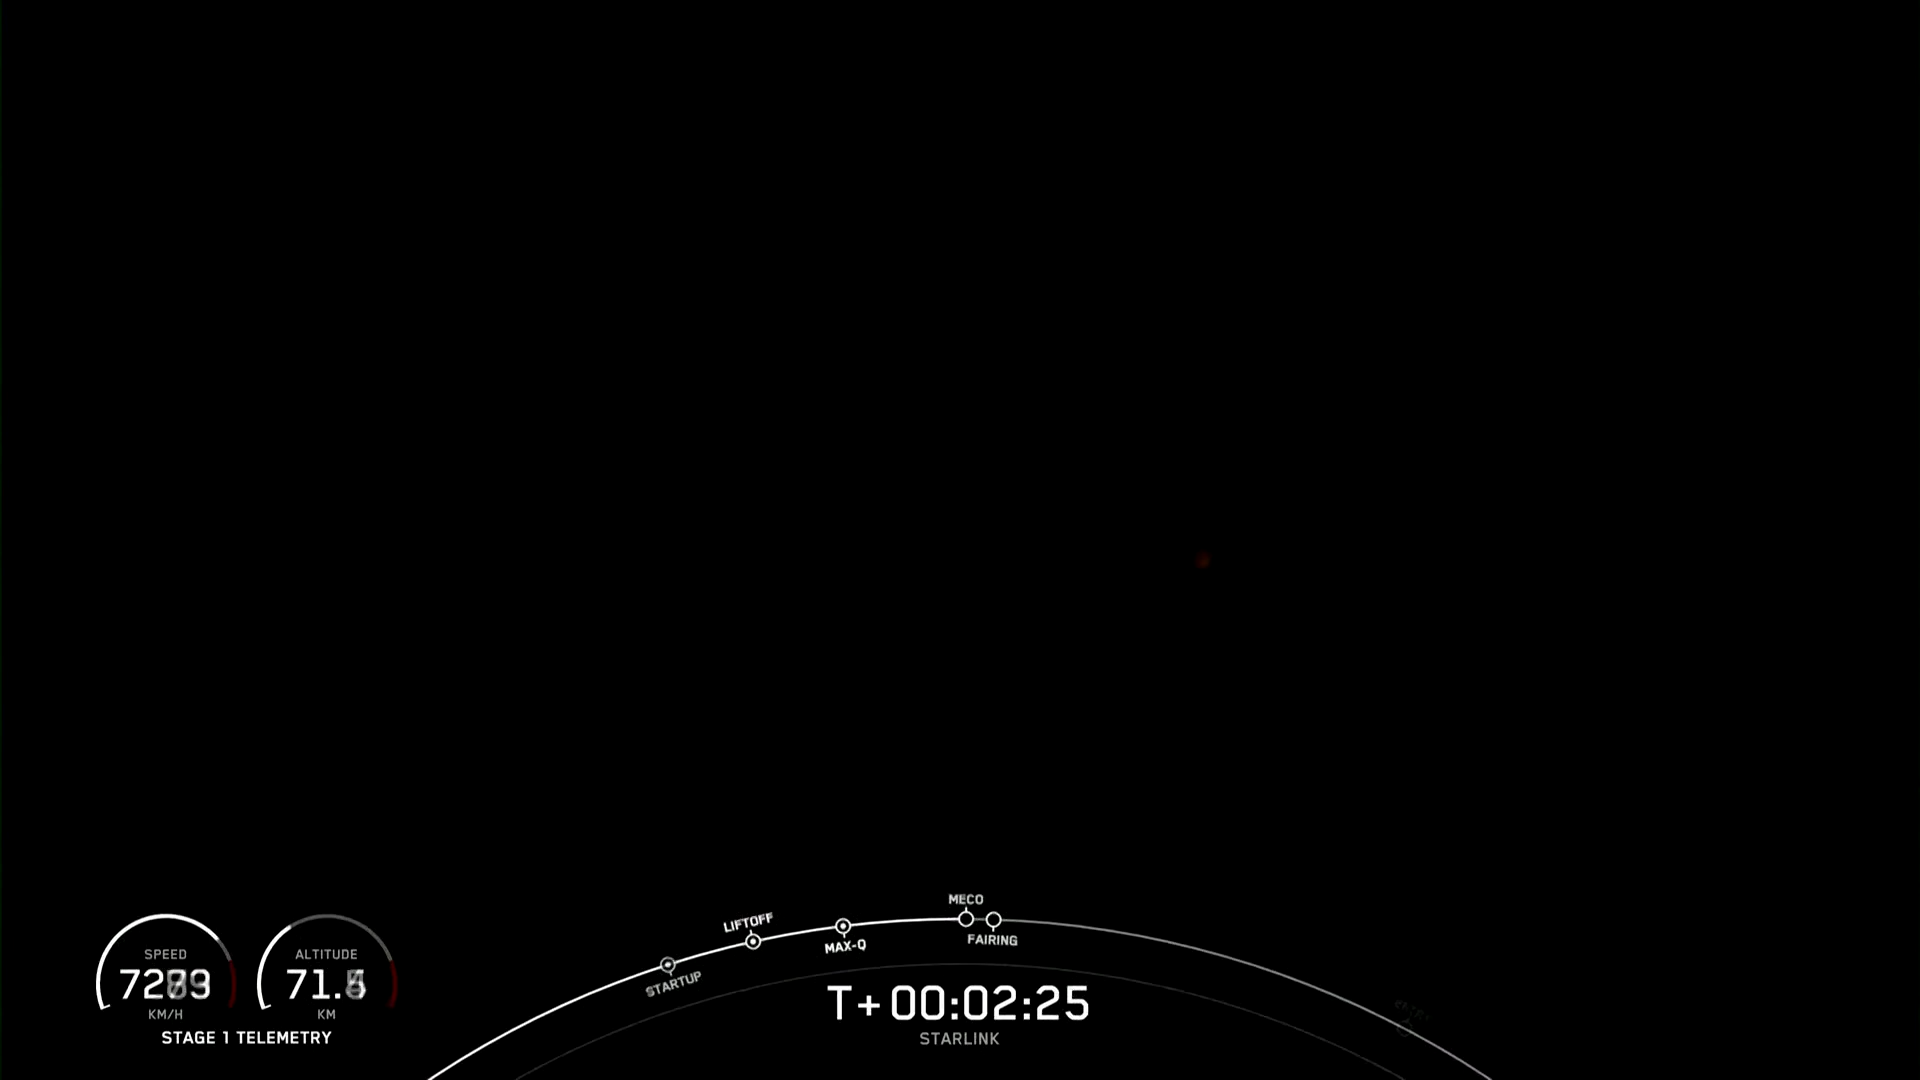 LIFTOFF
MECO
MAX-Q
FAIRING
STARTUP
SPEED
KM/H
ALTITUDE
KM
STAGE 1 TELEMETRY
T+00:02:25
STARLINK